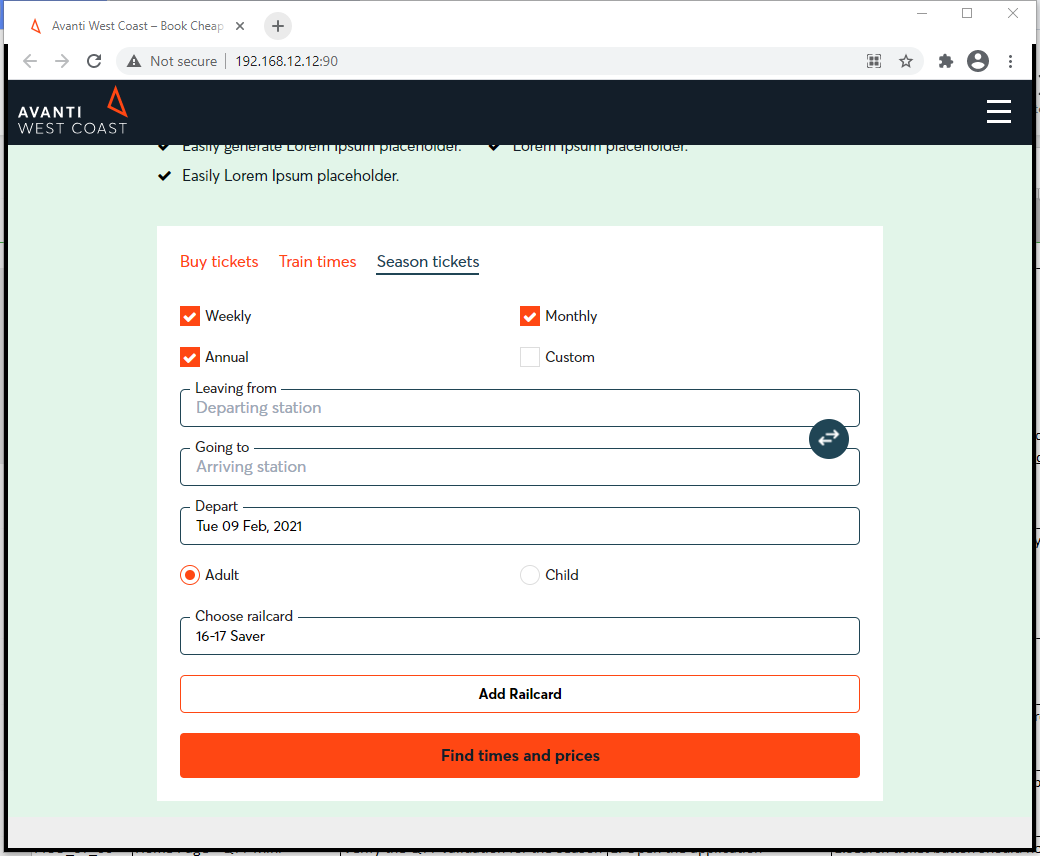 Avanti West Coast – Book Cheap
Not secure 192.168.12.12:90
AVANTI
WEST COAST
Easily generate Lorem Ipsum placeholder. Lorem Ipsum placeholder.
Easily Lorem Ipsum placeholder.
Buy tickets Train times Season tickets
Weekly Monthly
Annual Custom
Leaving from
Departing station
Going to
Arriving station
Depart
Tue 09 Feb, 2021
Adult Child
Choose railcard
16-17 Saver
Add Railcard
Find times and prices